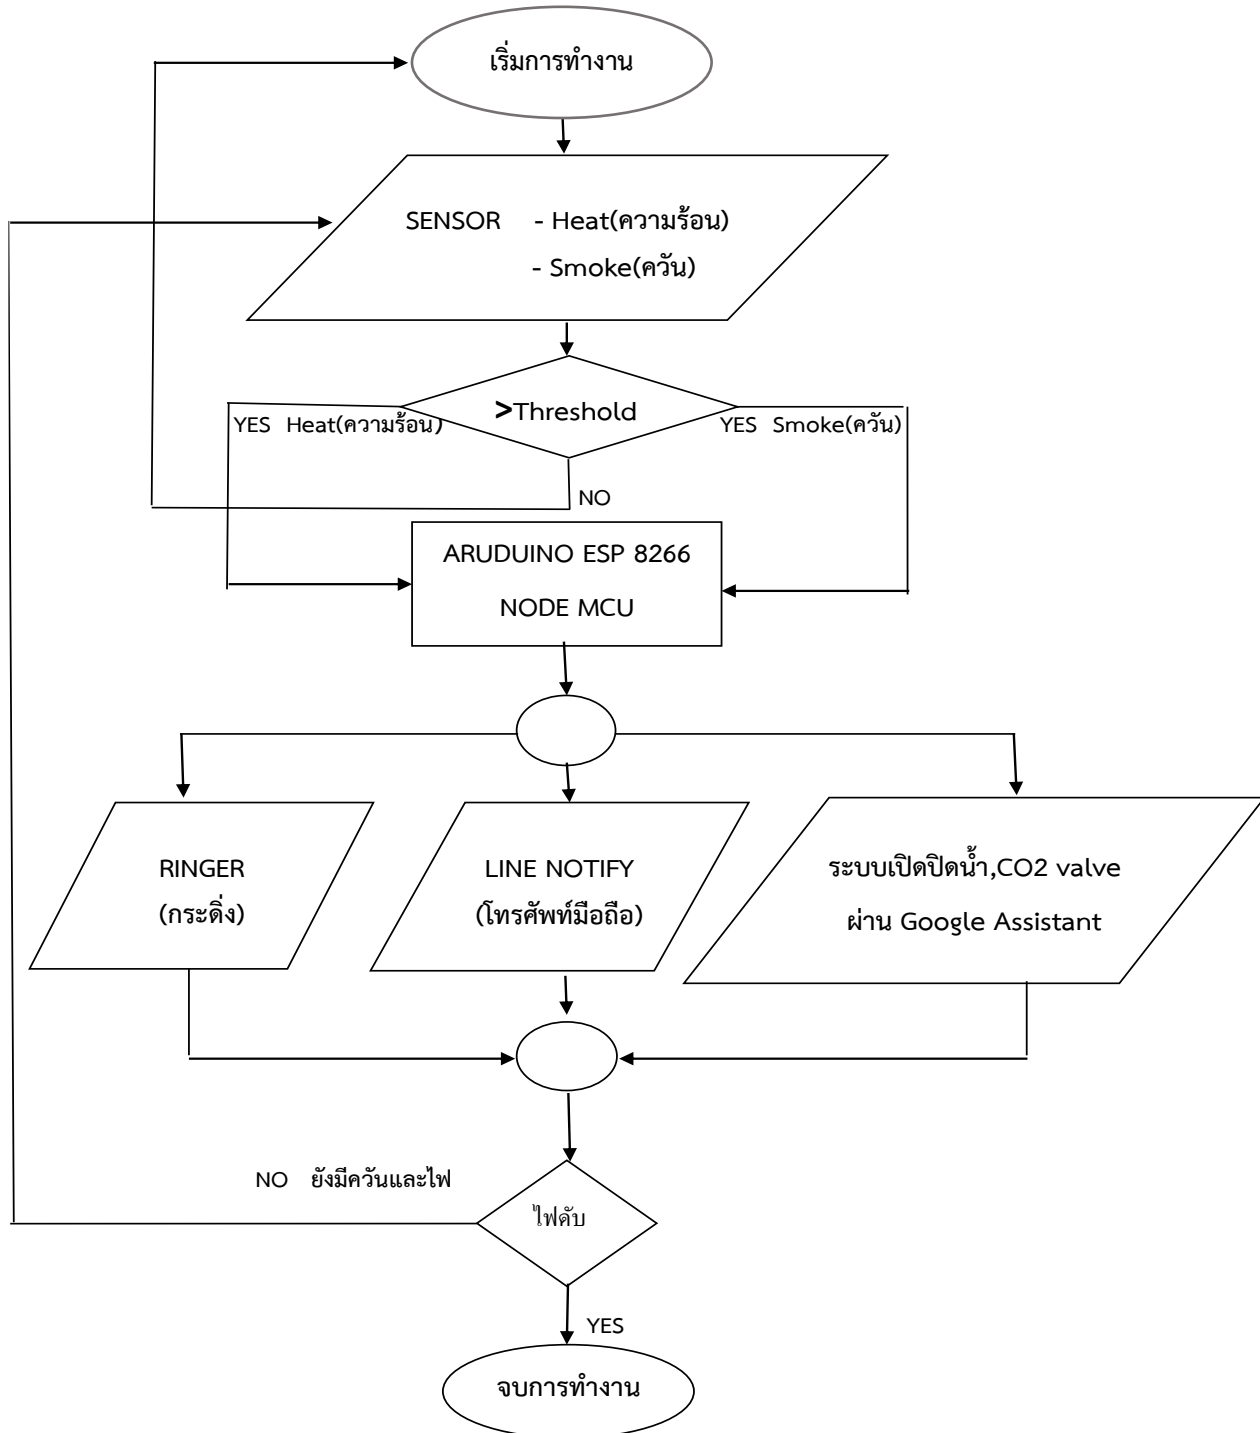 เริ่มการทำงาน
SENSOR - Heat(ความร้อน)
- Smoke(ควัน)
>Threshold
YES Heat(ความร้อน)
YES Smoke(ควัน)
NO
ARUDUINO ESP 8266
NODE MCU
RINGER
(กระดิ่ง)
LINE NOTIFY
(โทรศัพท์มือถือ)
ระบบเปิดปิดน้ำ,CO2 valve
ผ่าน Google Assistant
NO ยังมีควันและไฟ
ไฟดับ
YES
จบการทำงาน